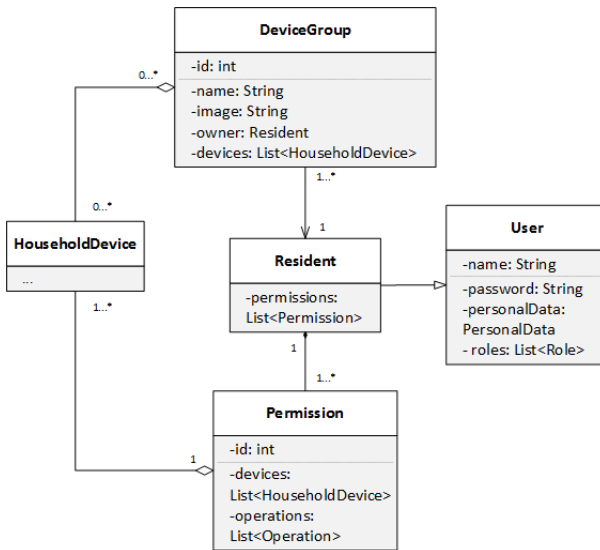 DeviceGroup
-id: int
-name: String
-image: String
-owner: Resident
-devices: List<HouseholdDevice>
0...*
0...*
1...*
1
HouseholdDevice
...
1...*
Resident
-permissions:
List<Permission>
1
1...*
User
-name: String
-password: String
-personalData:
PersonalData
- roles: List<Role>
Permission
-id: int
-devices:
List<HouseholdDevice>
-operations:
List<Operation>
1